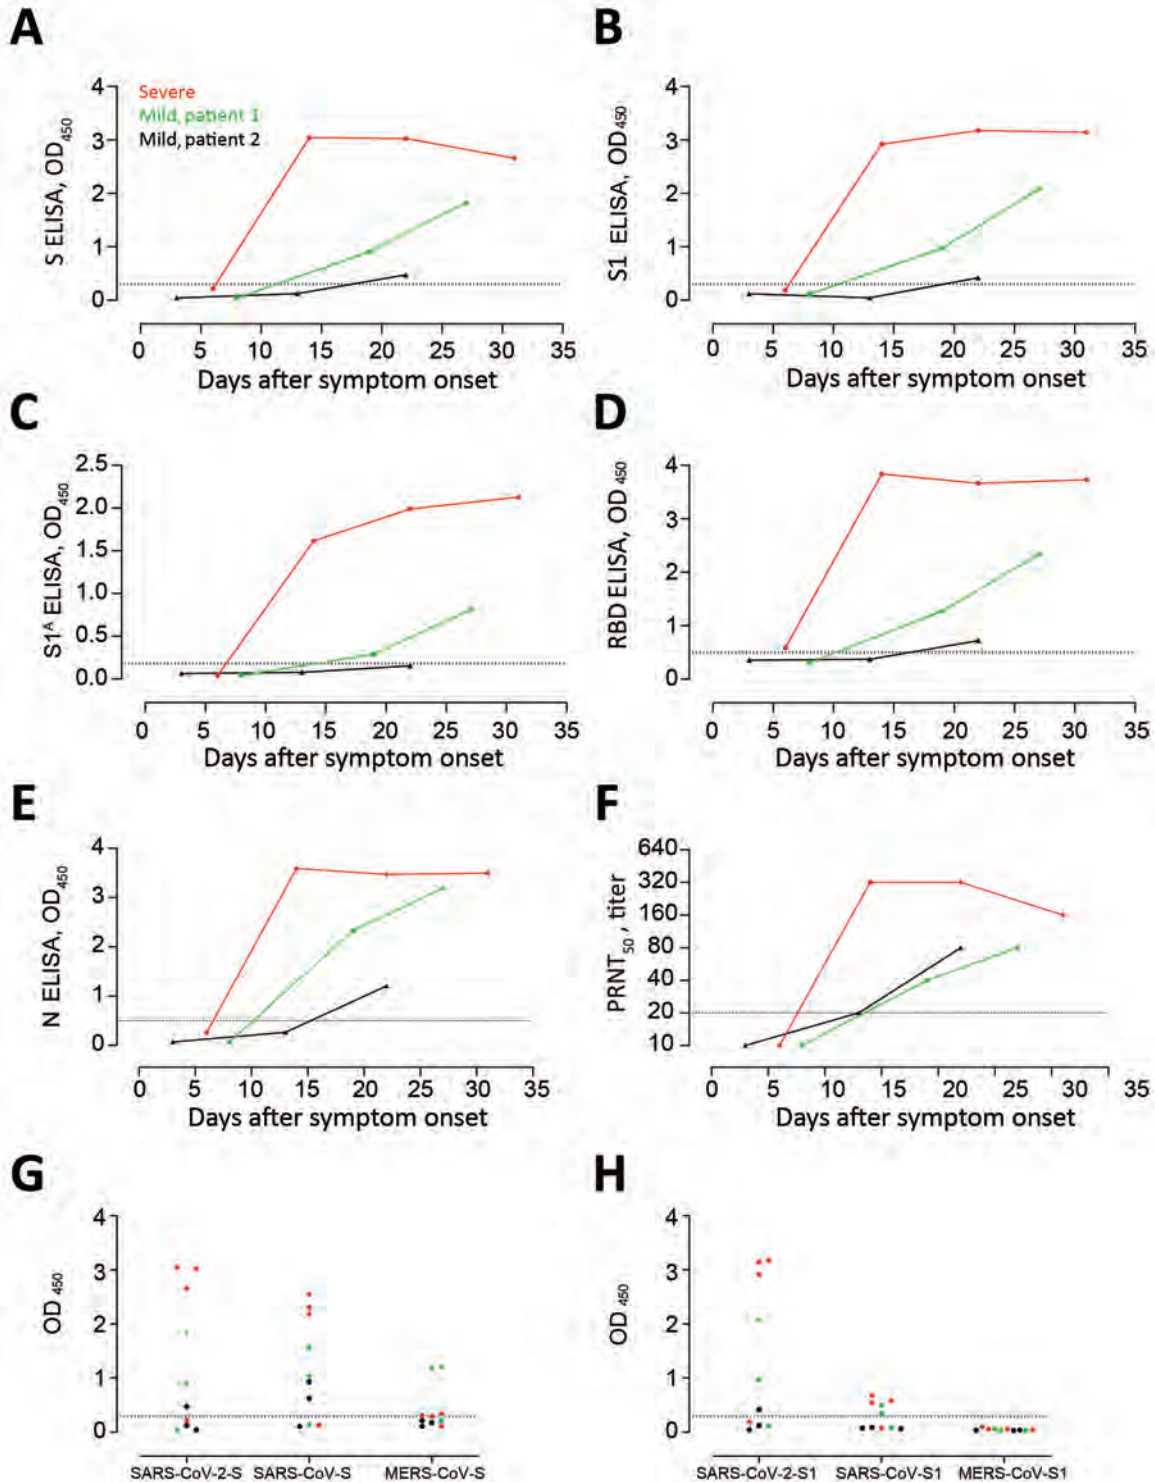 A
S ELISA, OD450
4
3
2
1
0
Severe
Mild, patient 1
Mild, patient 2
0 5 10 15 20 25 30 35
Days after symptom onset
B
S1 ELISA, OD450
4
3
2
1
0
0 5 10 15 20 25 30 35
Days after symptom onset
C
S1A ELISA, OD450
2.5
2.0
1.5
1.0
0.5
0.0
0 5 10 15 20 25 30 35
Days after symptom onset
D
RBD ELISA, OD450
4
3
2
1
0
0 5 10 15 20 25 30 35
Days after symptom onset
E
N ELISA, OD450
4
3
2
1
0
0 5 10 15 20 25 30 35
Days after symptom onset
F
PRNT50, titer
640
320
160
80
40
20
10
0 5 10 15 20 25 30 35
Days after symptom onset
G
OD 450
4
3
2
1
0
SARS-CoV-2-S SARS-CoV-S MERS-CoV-S
H
OD 450
4
3
2
1
0
SARS-CoV-2-S1 SARS-CoV-S1 MERS-CoV-S1